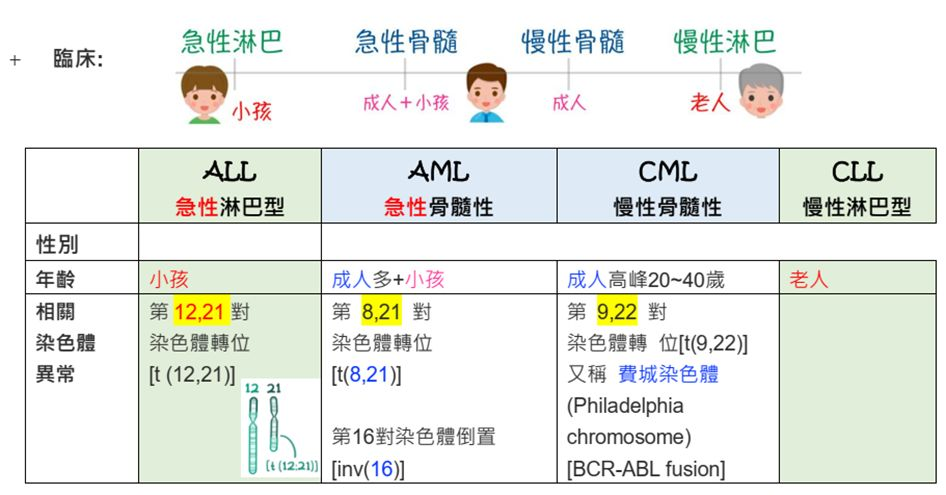 + 臨床:
急性淋巴 急性骨髓 慢性骨髓 慢性淋巴
小孩 成人+小孩 成人 老人
ALL AML CML CLL
急性淋巴型 急性骨髓性 慢性骨髓性 慢性淋巴型
性別
年齡 小孩 成人多+小孩 成人高峰20~40歲 老人
相關 第 12,21 對 第 8,21 對 第 9,22 對
染色體 染色體轉位 染色體轉位 染色體轉 位[t(9,22)]
異常 [t (12,21)] [t(8,21)] 又稱 費城染色體
12 21
(Philadelphia
第16對染色體倒置 chromosome)
[t (12;21)] [inv(16)] [BCR-ABL fusion]